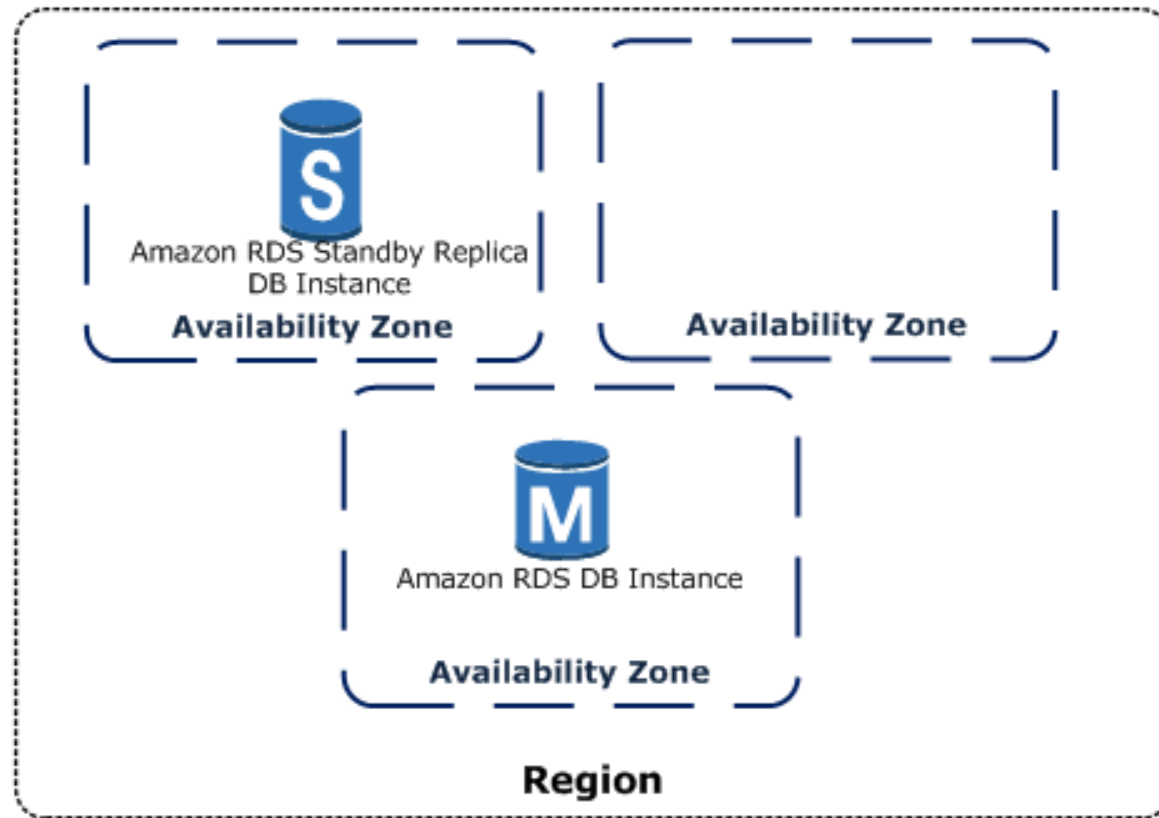 S
Amazon RDS Standby Replica
DB Instance
Availability Zone
Availability Zone
M
Amazon RDS DB Instance
Availability Zone
Region